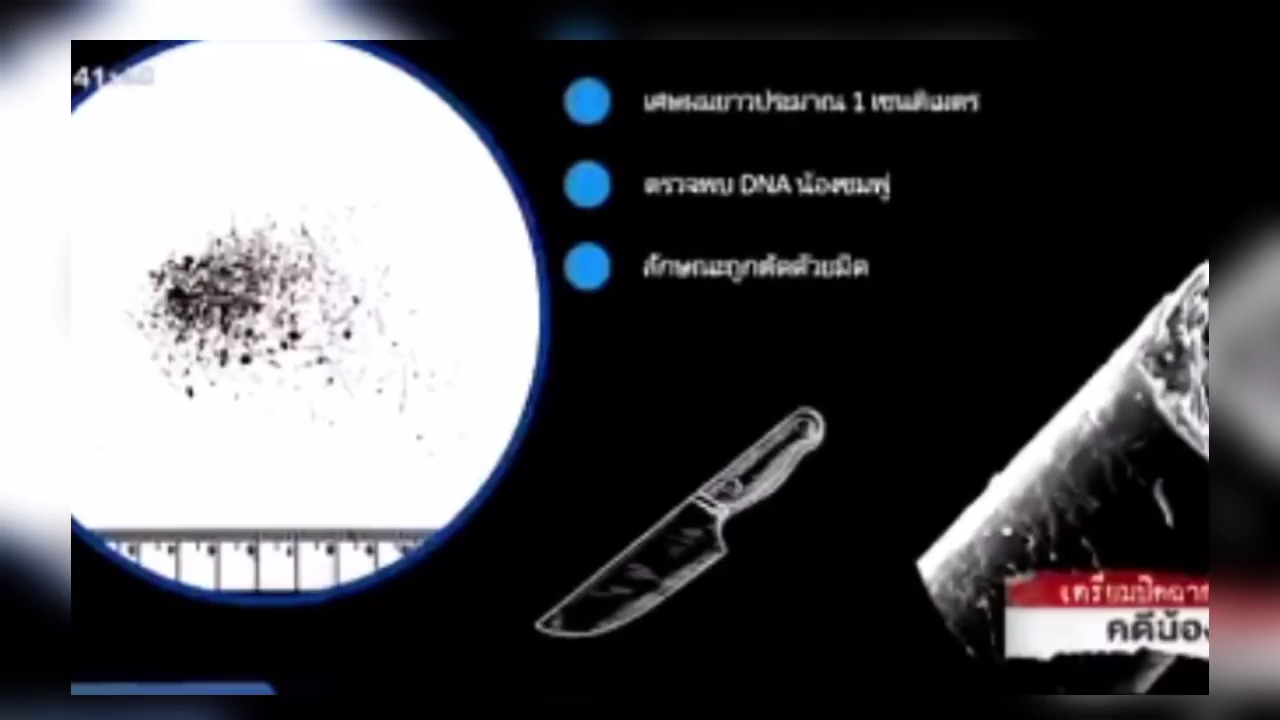 เศษผมยาวประมาณ 1 เซนติเมตร
ตรวจพบ DNA น้องชมพู่
ลักษณะถูกตัดด้วยมีด
เตรียมปิดฉาก
คดีน้อง